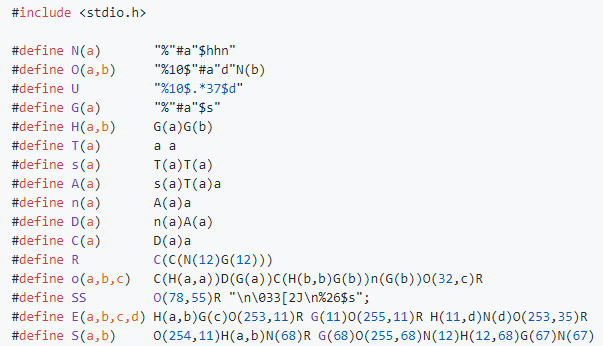 #include <stdio.h>
#define N(a) "%"#a"$hhn"
#define O(a,b) "%10$"#a"d"N(b)
#define U "%10$.*37$d"
#define G(a) "%"#a"$s"
#define H(a,b) G(a)G(b)
#define T(a) a a
#define s(a) T(a)T(a)
#define A(a) s(a)T(a)a
#define n(a) A(a)a
#define D(a) n(a)A(a)
#define C(a) D(a)a
#define R C(C(N(12)G(12)))
#define o(a,b,c) C(H(a,a))D(G(a))C(H(b,b)G(b))n(G(b))O(32,c)R
#define SS O(78,55)R "\n\033[2J\n%26$s";
#define E(a,b,c,d) H(a,b)G(c)O(253,11)R G(11)O(255,11)R H(11,d)N(d)O(253,35)R
#define S(a,b) O(254,11)H(a,b)N(68)R G(68)O(255,68)N(12)H(12,68)G(67)N(67)